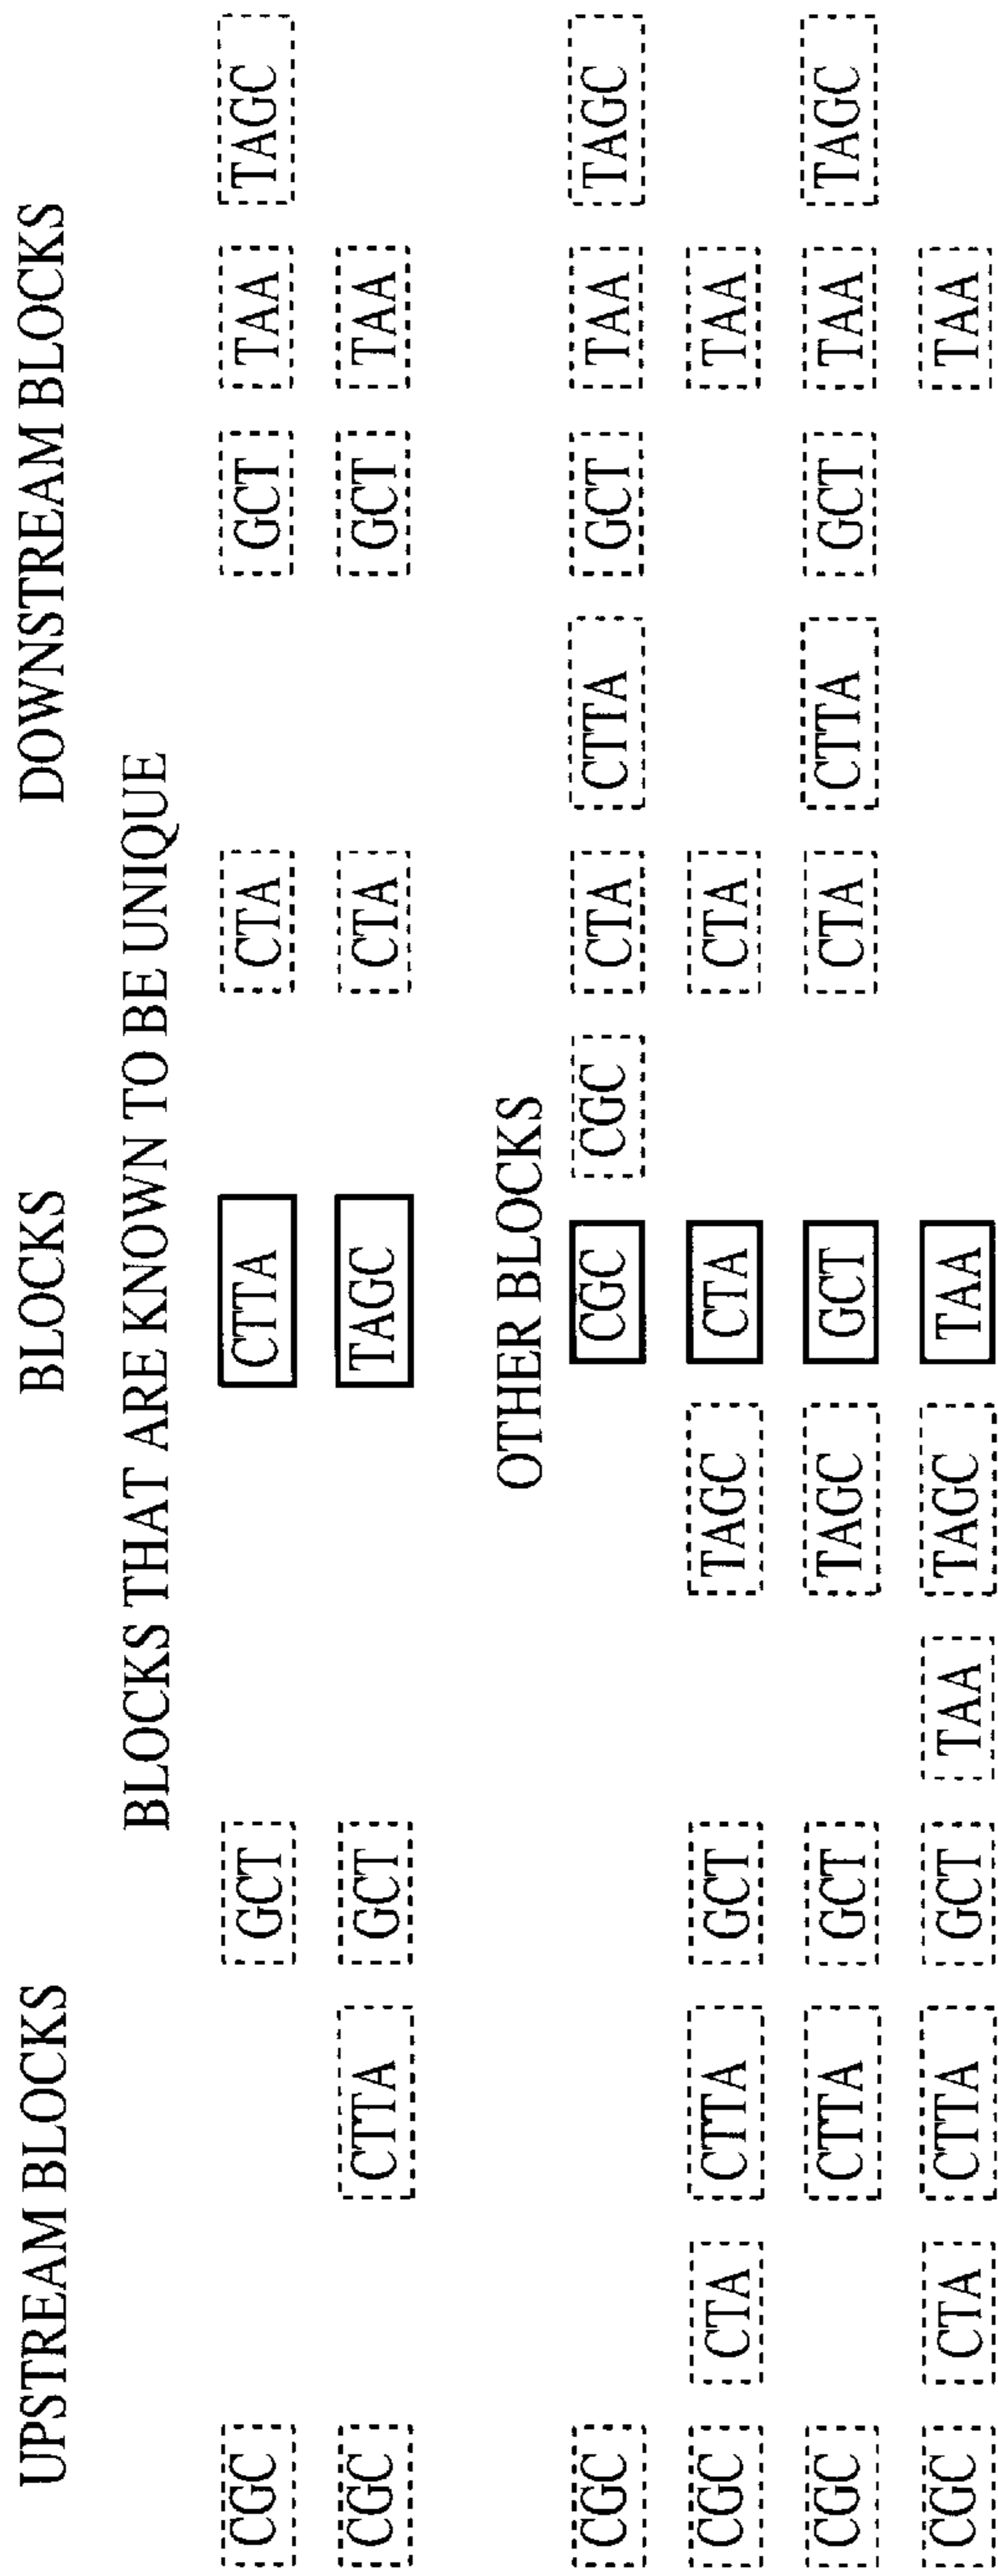 UPSTREAM BLOCKS BLOCKS DOWNSTREAM BLOCKS
BLOCKS THAT ARE KNOWN TO BE UNIQUE
CGC GCT CTTA CTA GCT TAA TAGC
CGC CTTA GCT TAGC CTA GCT TAA
OTHER BLOCKS
CGC CGC CGC CTA CTTA GCT TAA TAGC
CGC CTA CTTA GCT TAGC CTA CTA TAA
CGC CTTA GCT TAGC GCT CTA CTTA GCT TAA TAGC
CGC CTA CTTA GCT TAA TAGC TAA TAA